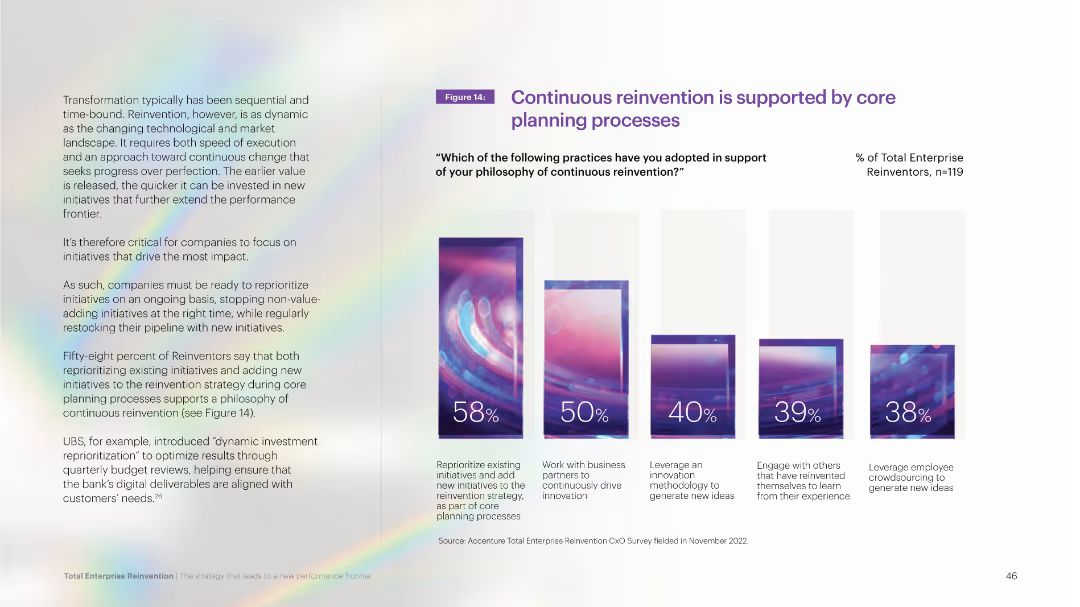 Transformation typically has been sequential and
time-bound. Reinvention, however, is as dynamic
as the changing technological and market
landscape. It requires both speed of execution
and an approach toward continuous change that
seeks progress over perfection. The earlier value
is released, the quicker it can be invested in new
initiatives that further extend the performance
frontier.
It's therefore critical for companies to focus on
initiatives that drive the most impact.
As such, companies must be ready to reprioritize
initiatives on an ongoing basis, stopping non-value-
adding initiatives at the right time, while regularly
restocking their pipeline with new initiatives.
Fifty-eight percent of Reinventors say that both
reprioritizing existing initiatives and adding new
initiatives to the reinvention strategy during core
planning processes supports a philosophy of
continuous reinvention (see Figure 14).
UBS, for example, introduced "dynamic investment
reprioritization" to optimize results through
quarterly budget reviews, helping ensure that
the bank's digital deliverables are aligned with
customers' needs.²⁶
Figure 14:
Continuous reinvention is supported by core
planning processes
"Which of the following practices have you adopted in support
of your philosophy of continuous reinvention?"
% of Total Enterprise
Reinventors, n=119
58%
50%
40%
39%
38%
Reprioritize existing
initiatives and add
new initiatives to the
reinvention strategy,
as part of core
planning processes
Work with business
partners to
continuously drive
innovation
Leverage an
innovation
methodology to
generate new ideas
Engage with others
that have reinvented
themselves to learn
from their experience
Leverage employee
crowdsourcing to
generate new ideas
Source: Accenture Total Enterprise Reinvention CxO Survey fielded in November 2022.
Total Enterprise Reinvention | The strategy that leads to a new performance frontier
46